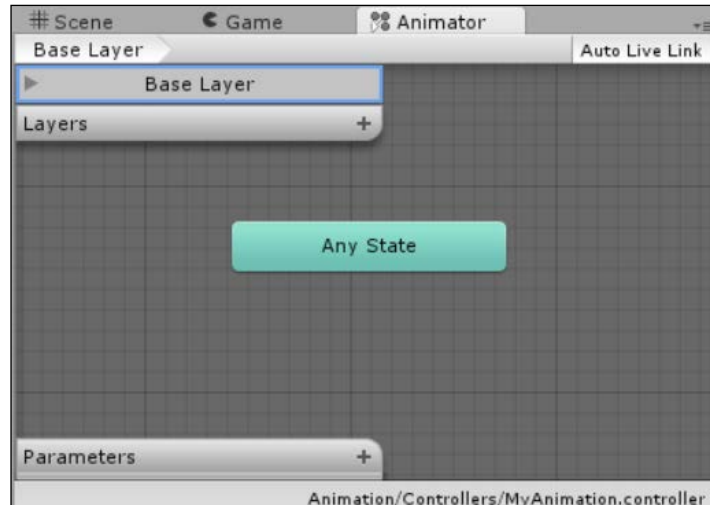 Scene Game Animator
Base Layer Auto Live Link
Base Layer
Layers
Any State
Parameters
Animation/Controllers/MyAnimation.controller